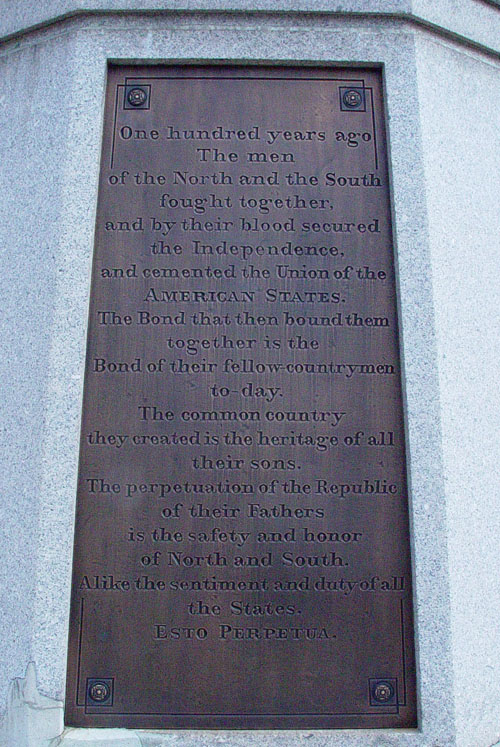 One hundred years ago
The men
of the North and the South
fought together,
and by their blood secured
the Independence,
and cemented the Union of the
AMERICAN STATES.
The Bond that then bound them
together is the
Bond of their fellow-countrymen
to-day.
The common country
they created is the heritage of all
their sons.
The perpetuation of the Republic
of their Fathers
is the safety and honor
of North and South.
Alike the sentiment and duty of all
the States.
ESTO PERPETUA.